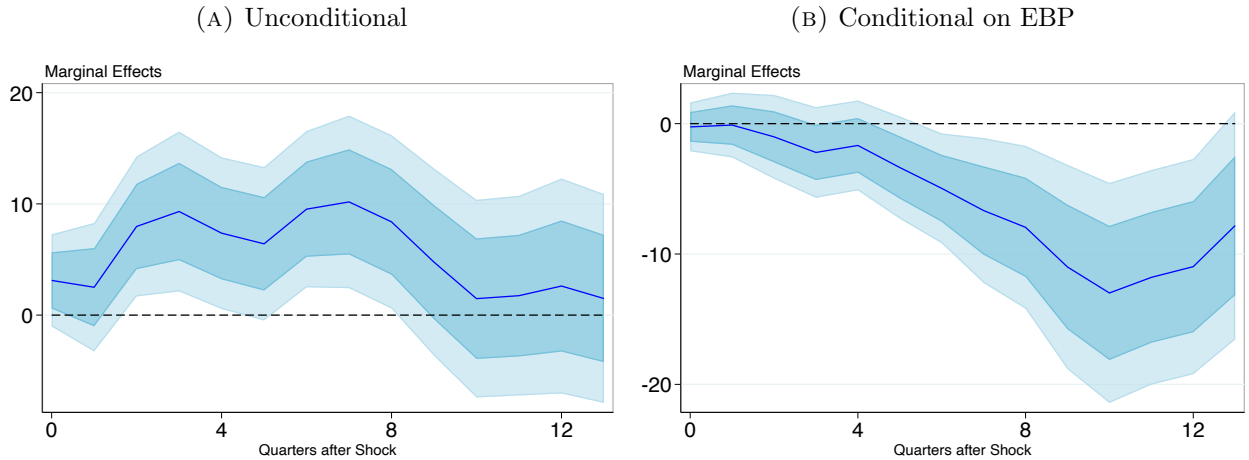 (A) Unconditional
Marginal Effects
20
10
0
0 4 8 12
Quarters after Shock
(B) Conditional on EBP
Marginal Effects
0
-10
-20
0 4 8 12
Quarters after Shock